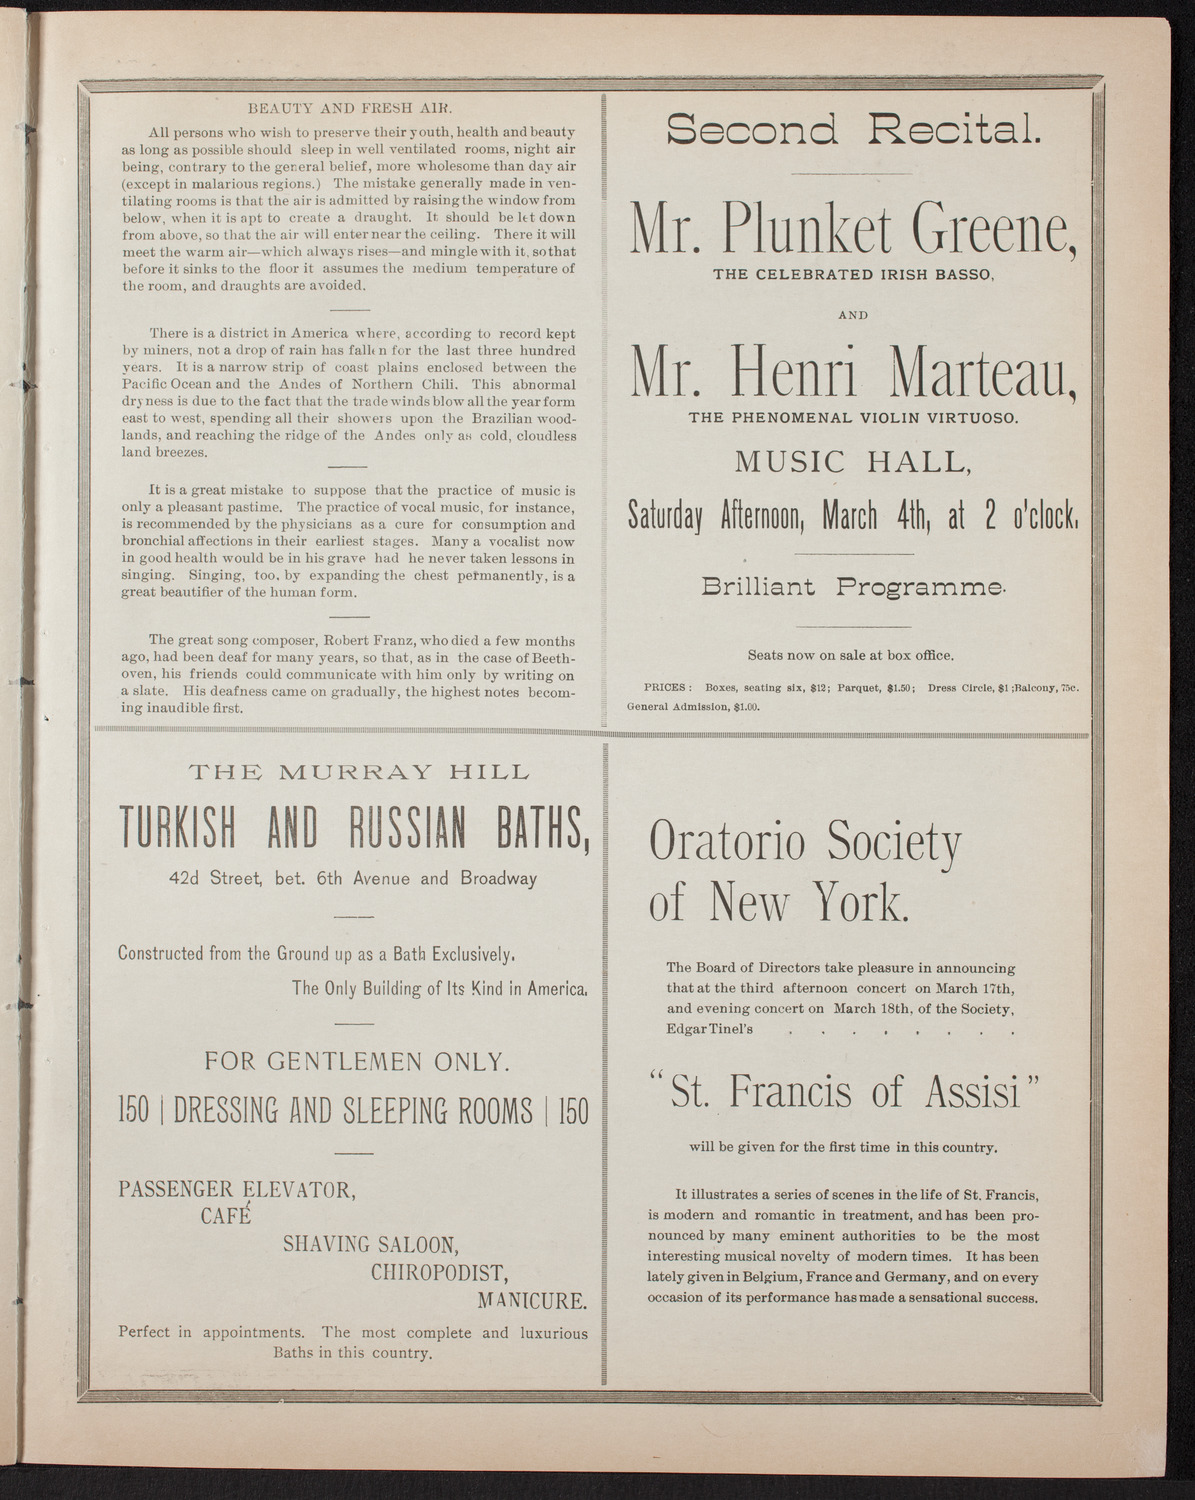 BEAUTY AND FRESH AIR.
All persons who wish to preserve their youth, health and beauty
as long as possible should sleep in well ventilated rooms, night air
being, contrary to the general belief, more wholesome than day air
(except in malarious regions.) The mistake generally made in ven-
tilating rooms is that the air is admitted by raising the window from
below, when it is apt to create a draught. It should be let down
from above, so that the air will enter near the ceiling. There it will
meet the warm air—which always rises—and mingle with it, so that
before it sinks to the floor it assumes the medium temperature of
the room, and draughts are avoided.
There is a district in America where, according to record kept
by miners, not a drop of rain has fallen for the last three hundred
years. It is a narrow strip of coast plains enclosed between the
Pacific Ocean and the Andes of Northern Chili. This abnormal
dryness is due to the fact that the trade winds blow all the year form
east to west, spending all their showers upon the Brazilian wood-
lands, and reaching the ridge of the Andes only as cold, cloudless
land breezes.
It is a great mistake to suppose that the practice of music is
only a pleasant pastime. The practice of vocal music, for instance,
is recommended by the physicians as a cure for consumption and
bronchial affections in their earliest stages. Many a vocalist now
in good health would be in his grave had he never taken lessons in
singing. Singing, too, by expanding the chest permanently, is a
great beautifier of the human form.
The great song composer, Robert Franz, who died a few months
ago, had been deaf for many years, so that, as in the case of Beeth-
oven, his friends could communicate with him only by writing on
a slate. His deafness came on gradually, the highest notes becom-
ing inaudible first.
Second Recital.
Mr. Plunket Greene,
THE CELEBRATED IRISH BASSO,
AND
Mr. Henri Marteau,
THE PHENOMENAL VIOLIN VIRTUOSO.
MUSIC HALL,
Saturday Afternoon, March 4th, at 2 o'clock.
Brilliant Programme.
Seats now on sale at box office.
PRICES: Boxes, seating six, $12; Parquet, $1.50; Dress Circle, $1; Balcony, 75c.
General Admission, $1.00.
THE MURRAY HILL
TURKISH AND RUSSIAN BATHS,
42d Street, bet. 6th Avenue and Broadway
Constructed from the Ground up as a Bath Exclusively.
The Only Building of Its Kind in America.
FOR GENTLEMEN ONLY.
150 | DRESSING AND SLEEPING ROOMS | 150
PASSENGER ELEVATOR,
CAFÉ
SHAVING SALOON,
CHIROPODIST,
MANICURE.
Perfect in appointments. The most complete and luxurious
Baths in this country.
Oratorio Society
of New York.
The Board of Directors take pleasure in announcing
that at the third afternoon concert on March 17th,
and evening concert on March 18th, of the Society,
Edgar Tinel's . . . . . . . .
"St. Francis of Assisi"
will be given for the first time in this country.
It illustrates a series of scenes in the life of St. Francis,
is modern and romantic in treatment, and has been pro-
nounced by many eminent authorities to be the most
interesting musical novelty of modern times. It has been
lately given in Belgium, France and Germany, and on every
occasion of its performance has made a sensational success.